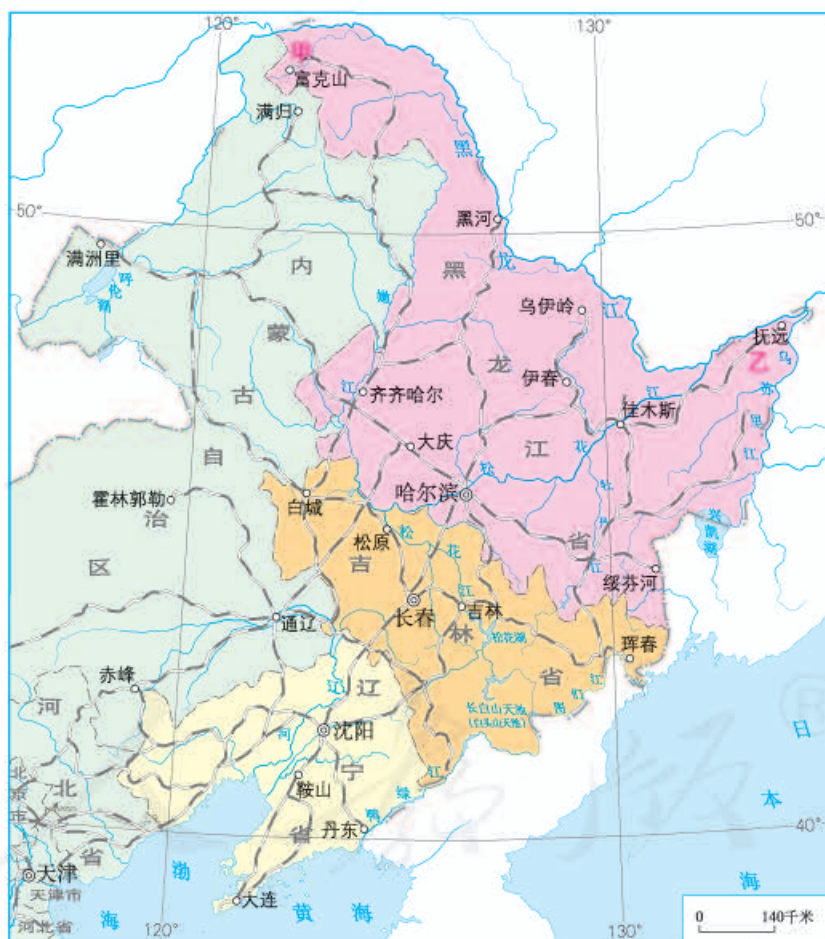 120°
130°
甲
富克山
满归
黑
50°
黑河
50°
满洲里
呼
伦
湖
内
嫩
黑
龙
乌伊岭
江
抚远
乙
乌
蒙
龙
苏
古
江
齐齐哈尔
伊春
江
佳木斯
里
自
大庆
江
花
江
霍林郭勒
治
白城
哈尔滨
松
牡
丹
兴
凯
湖
区
松原
松
花
省
江
绥芬河
吉
长春
江
吉林
通辽
林
松花湖
珲春
赤峰
辽
辽
省
江
们
图
长白山天池
(白头山天池)
河
河
沈阳
日
北
宁
北
京
市
鞍山
江
绿
鸭
本
省
省
丹东
40°
渤
天津
天津市
大连
海
海
黄
海
河北省
120°
130°
0
140千米